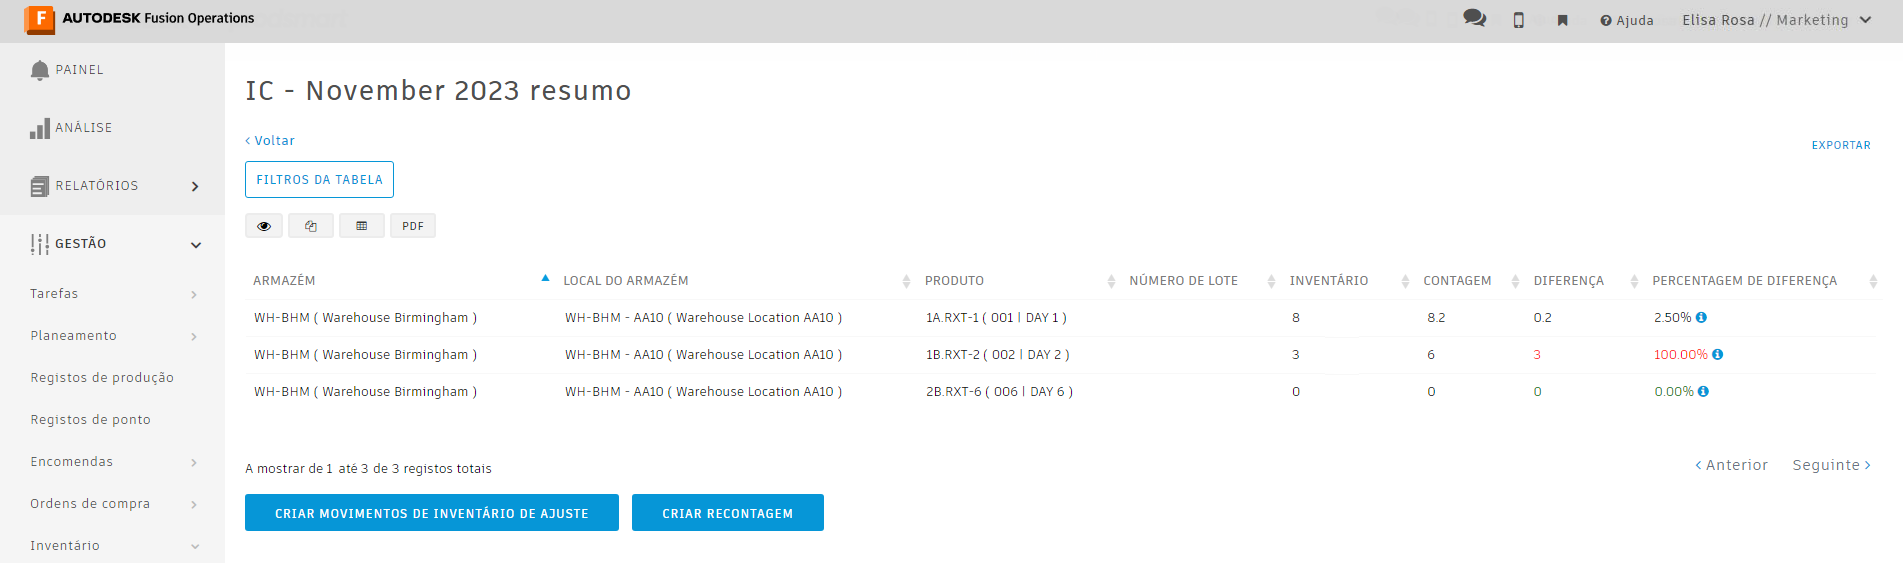 AUTODESK Fusion Operations
Ajuda
Elisa Rosa // Marketing
PAINEL
ANÁLISE
RELATÓRIOS
GESTÃO
Tarefas
Planeamento
Registos de produção
Registos de ponto
Encomendas
Ordens de compra
Inventário
IC - November 2023 resumo
Voltar
EXPORTAR
FILTROS DA TABELA
PDF
ARMAZÉM LOCAL DO ARMAZÉM PRODUTO NÚMERO DE LOTE INVENTÁRIO CONTAGEM DIFERENÇA PERCENTAGEM DE DIFERENÇA
WH-BHM ( Warehouse Birmingham ) WH-BHM - AA10 ( Warehouse Location AA10 ) 1A.RXT-1 ( 001 | DAY 1 ) 8 8.2 0.2 2.50%
WH-BHM ( Warehouse Birmingham ) WH-BHM - AA10 ( Warehouse Location AA10 ) 1B.RXT-2 ( 002 | DAY 2 ) 3 6 3 100.00%
WH-BHM ( Warehouse Birmingham ) WH-BHM - AA10 ( Warehouse Location AA10 ) 2B.RXT-6 ( 006 | DAY 6 ) 0 0 0 0.00%
A mostrar de 1 até 3 de 3 registos totais
Anterior Seguinte
CRIAR MOVIMENTOS DE INVENTÁRIO DE AJUSTE CRIAR RECONTAGEM